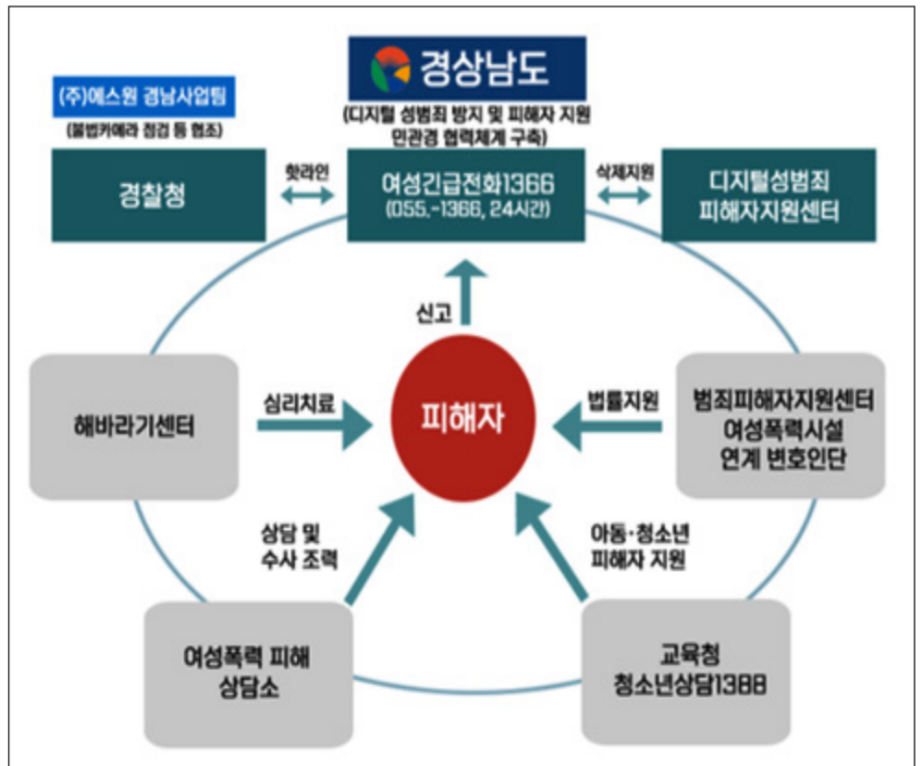 경상남도
(주)에스원 경남사업팀
(불법카메라 점검 등 협조)
(디지털 성범죄 방지 및 피해자 지원
민관경 협력체계 구축)
경찰청
핫라인
여성긴급전화1366
(055.-1366, 24시간)
삭제지원
디지털성범죄
피해자지원센터
신고
해바라기센터
심리치료
피해자
법률지원
범죄피해자지원센터
여성폭력시설
연계 변호인단
상담 및
수사 조력
아동·청소년
피해자 지원
여성폭력 피해
상담소
교육청
청소년상담1388